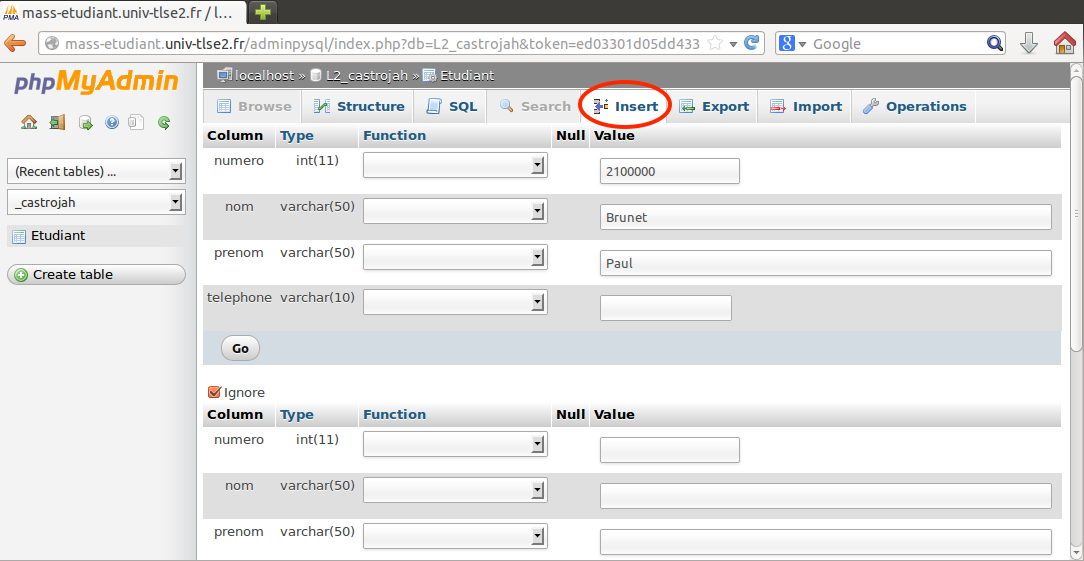 mass-etudiant.univ-tlse2.fr / l...
mass-etudiant.univ-tlse2.fr/adminpysql/index.php?db=L2_castrojah&token=ed03301d05dd433
Google
phpMyAdmin
localhost » L2_castrojah » Etudiant
Browse Structure SQL Search Insert Export Import Operations
(Recent tables) ...
_castrojah
Etudiant
Create table
Column Type Function Null Value
numero int(11) 2100000
nom varchar(50) Brunet
prenom varchar(50) Paul
telephone varchar(10)
Go
Ignore
Column Type Function Null Value
numero int(11)
nom varchar(50)
prenom varchar(50)